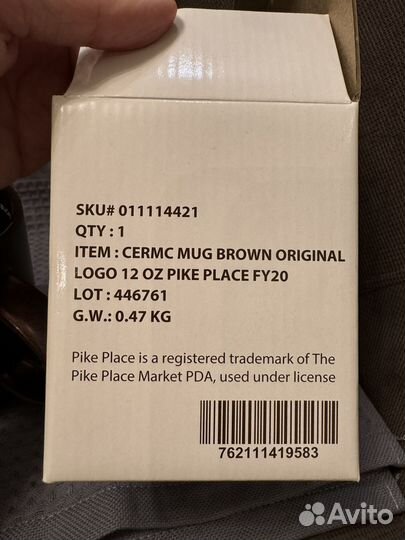 SKU# 011114421
QTY : 1
ITEM : CERMC MUG BROWN ORIGINAL
LOGO 12 OZ PIKE PLACE FY20
LOT : 446761
G.W.: 0.47 KG
Pike Place is a registered trademark of The
Pike Place Market PDA, used under license
762111419583
Avito